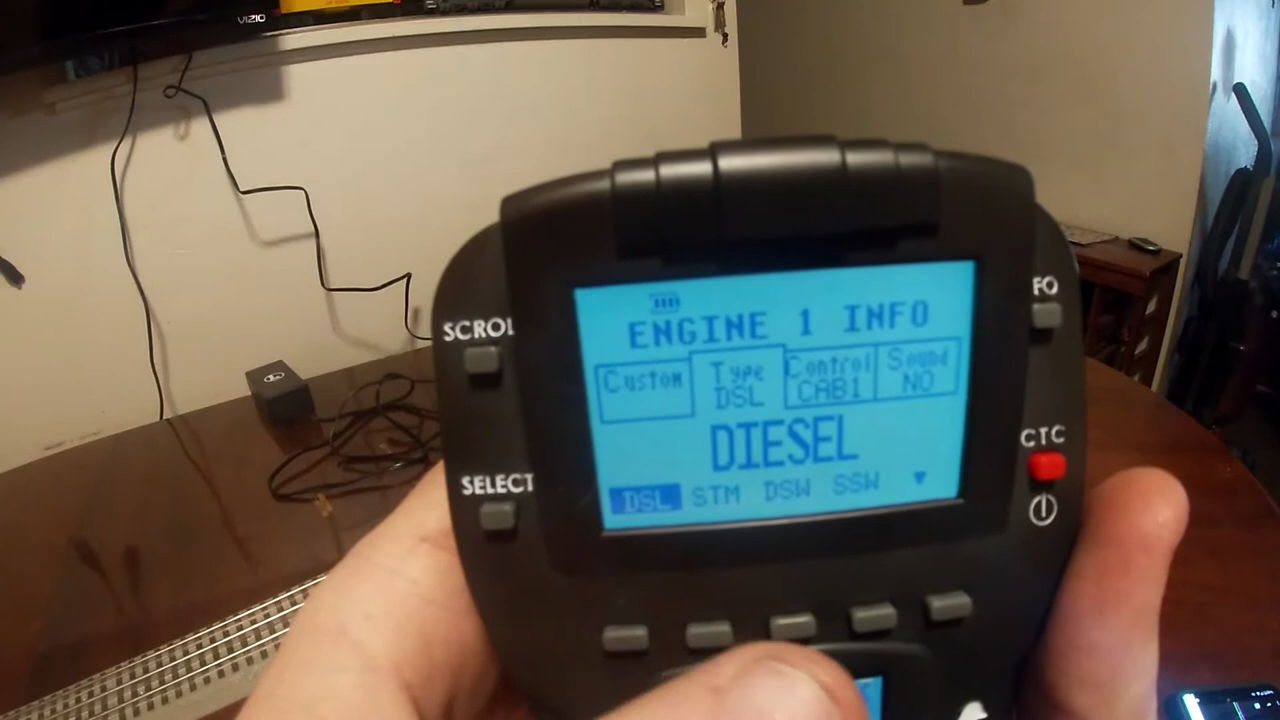 VIZIO
ENGINE 1 INFO
SCROL
FO
Custom
Type
DSL
Control
CAB1
Sound
NO
DIESEL
CTC
SELECT
DSL STM DSW SSW